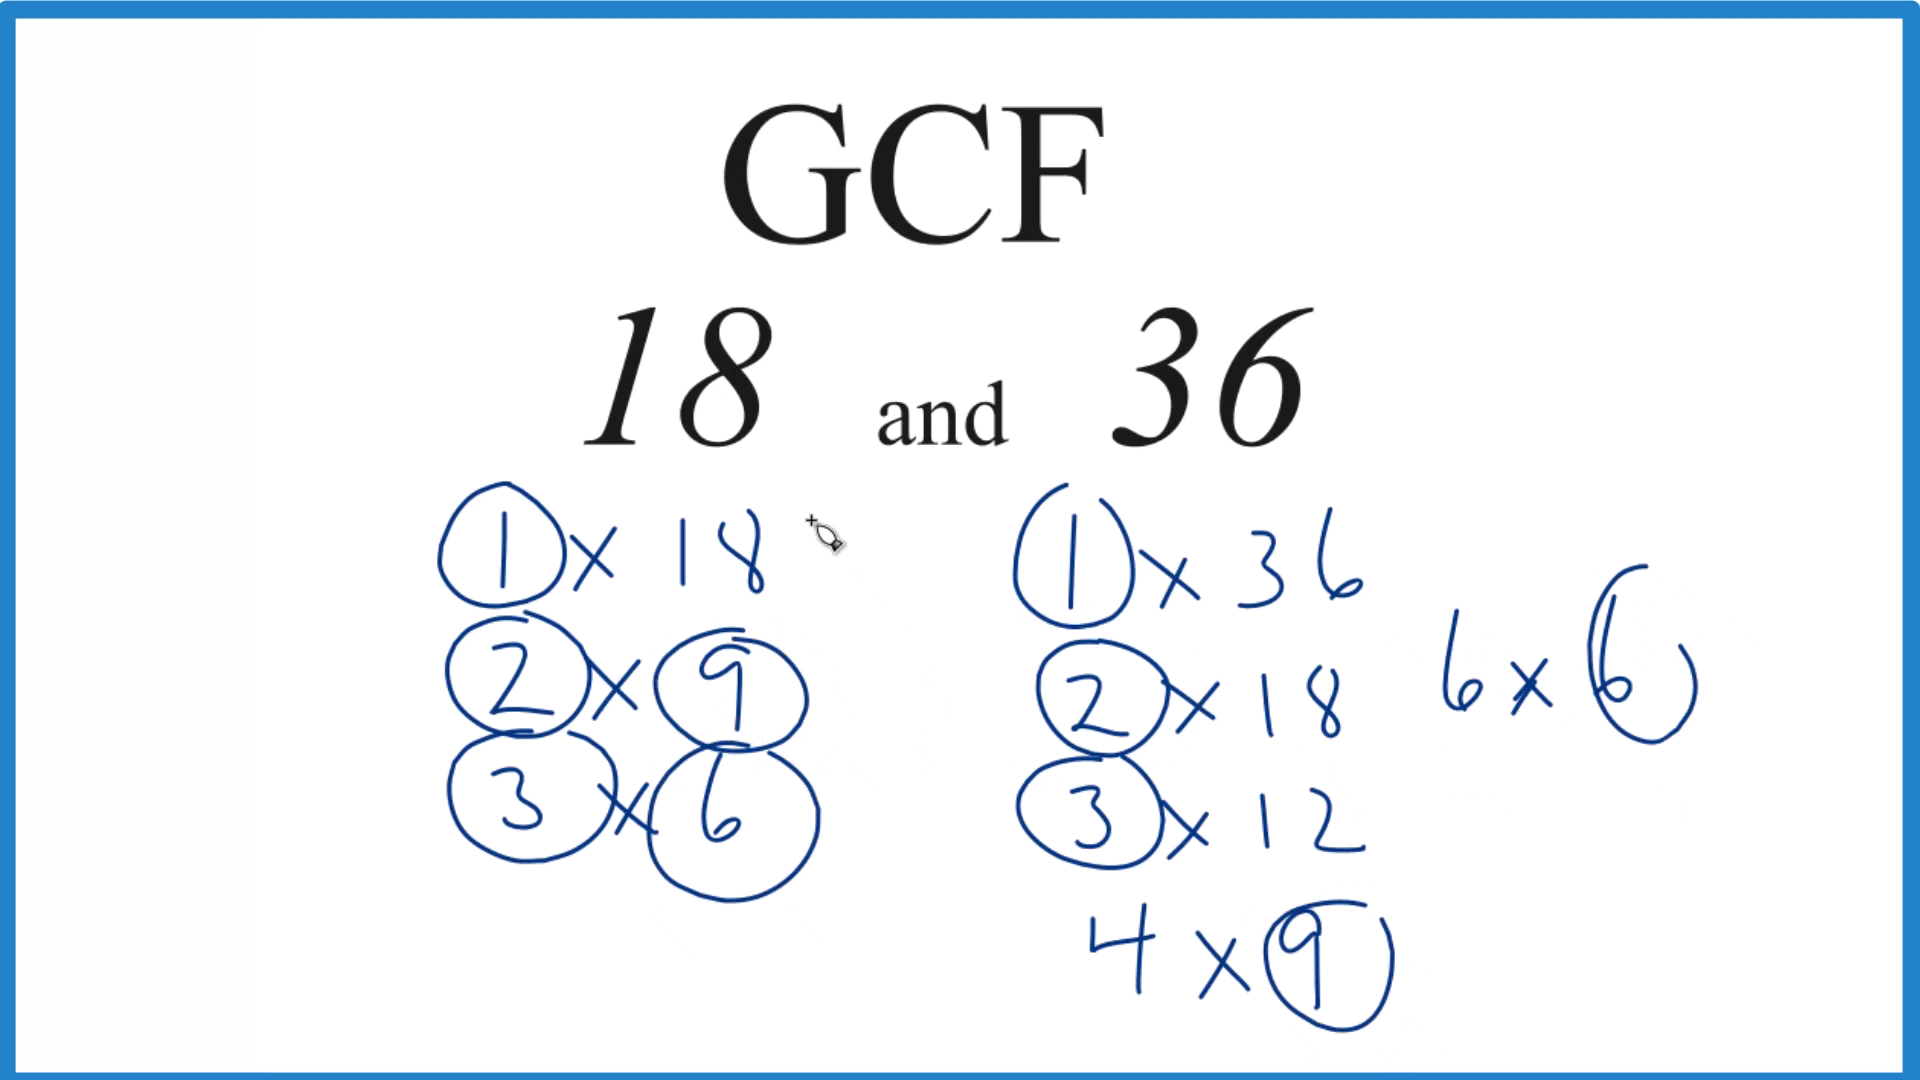 GCF
18 and 36
1 x 18
2 x 9
3 x 6
1 x 36
2 x 18
3 x 12
4 x 9
6 x 6